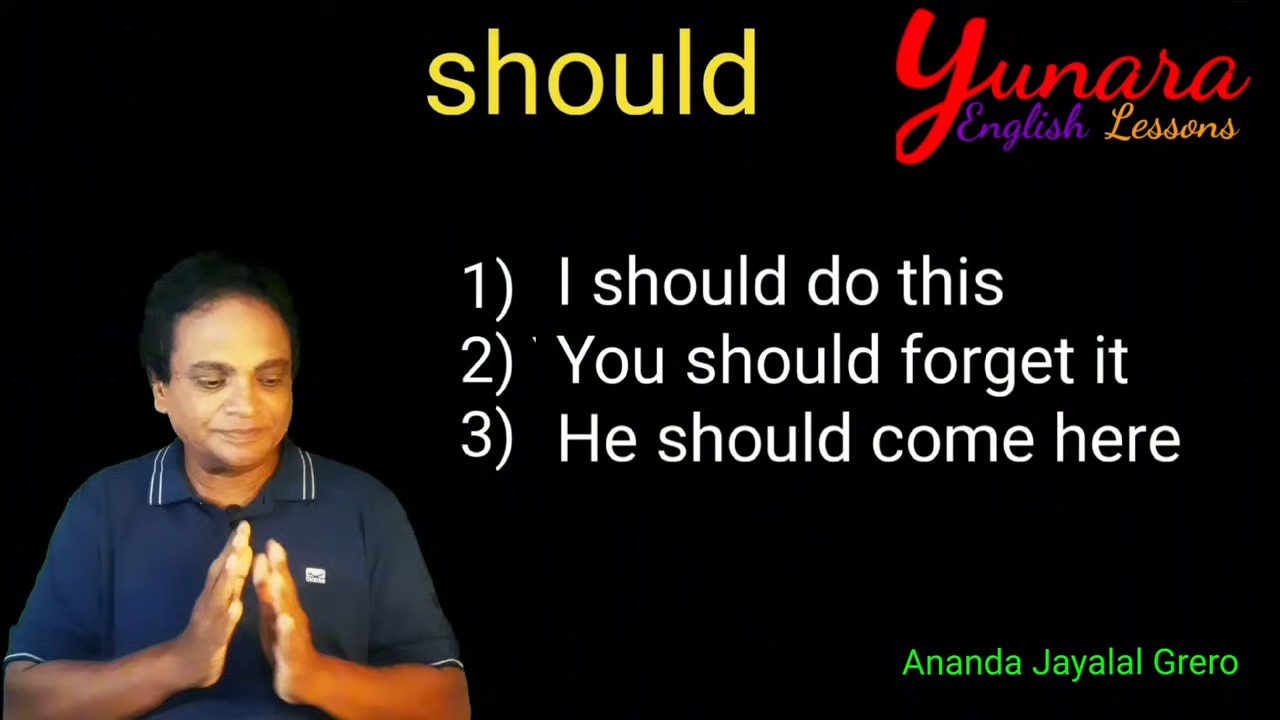 should
Yunara
English Lessons
1) I should do this
2) You should forget it
3) He should come here
Ananda Jayalal Grero